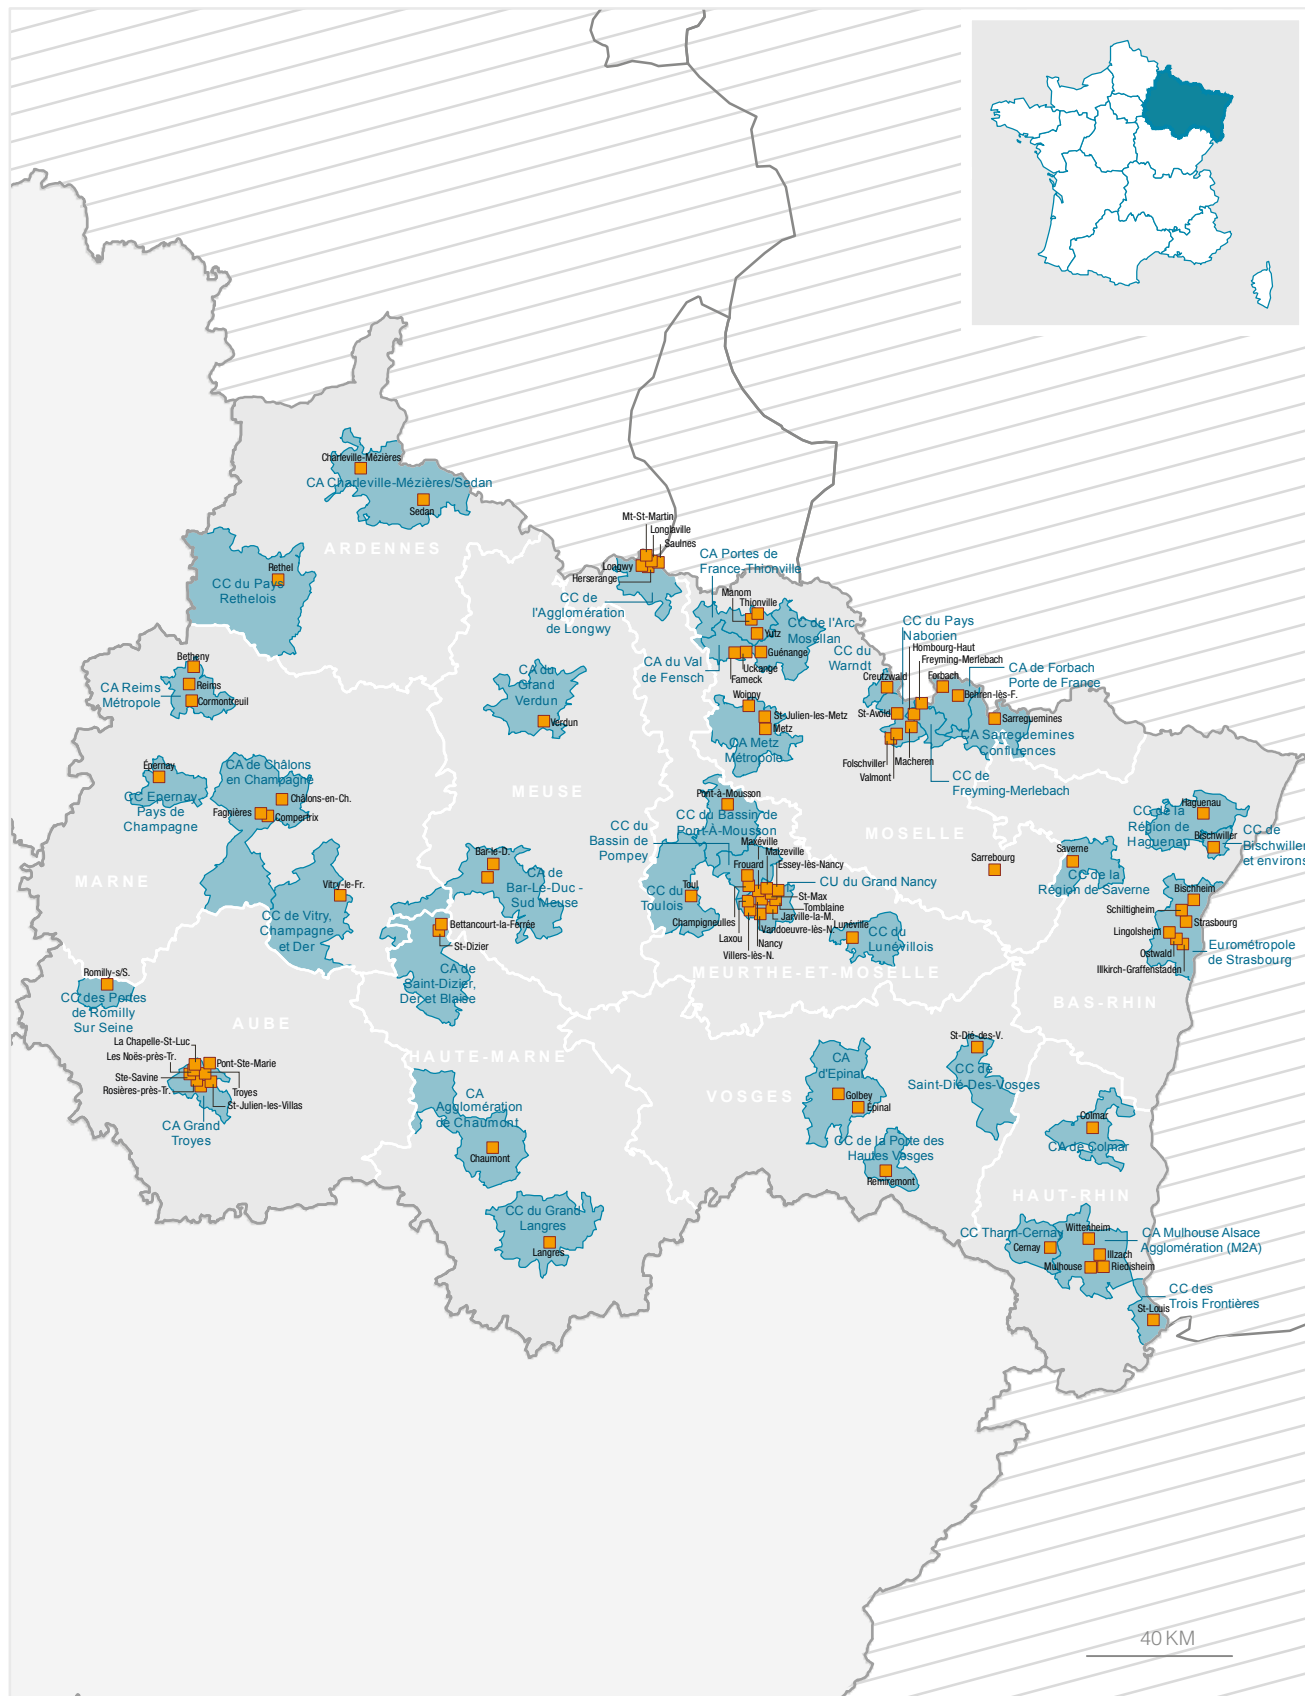 Charleville-Mézières
CA Charleville-Mézières/Sedan
Sedan
ARDENNES
Rethel
CC du Pays
Rethelois
Mt-St-Martin
Longlaville
Saulnes
Longwy
Herserange
CC de
l'Agglomération
de Longwy
CA Portes de
France-Thionville
Manom
Thionville
Yutz
CC de l'Arc
Mosellan
Guénange
Uckange
Fameck
CA du Val
de Fensch
CC du
Warndt
CC du Pays
Naborien
Hombourg-Haut
Freyming-Merlebach
CA de Forbach
Porte de France
Creutzwald
Forbach
Behren-lès-F.
St-Avold
Sarreguemines
CA Sarreguemines
Confluences
Folschviller
Valmont
Macheren
CC de
Freyming-Merlebach
Betheny
CA Reims
Métropole
Reims
Cormontreuil
CA du
Grand
Verdun
Verdun
Woippy
St-Julien-les-Metz
Metz
CA Metz
Métropole
Épernay
CC Epernay
Pays de
Champagne
CA de Châlons
en Champagne
Châlons-en-Ch.
Fagnières
Compertrix
MEUSE
Pont-à-Mousson
CC du Bassin de
Pont-À-Mousson
CC du
Bassin de
Pompey
MOSELLE
Haguenau
CC de la
Région de
Haguenau
Bischwiller
CC de
Bischwiller
et environs
Maxéville
Malzeville
Essey-lès-Nancy
Frouard
CU du Grand Nancy
St-Max
Tomblaine
Jarville-la-M.
Vandoeuvre-lès-N.
Nancy
Villers-lès-N.
Laxou
Champigneulles
Toul
CC du
Toulois
Lunéville
CC du
Lunévillois
MEURTHE-ET-MOSELLE
Sarrebourg
Saverne
CC de la
Région de Saverne
Bischheim
Schiltigheim
Strasbourg
Lingolsheim
Ostwald
Illkirch-Graffenstaden
Eurométropole
de Strasbourg
BAS-RHIN
MARNE
Vitry-le-Fr.
CC de Vitry,
Champagne
et Der
Bar-le-D.
CA de
Bar-Le-Duc -
Sud Meuse
Bettancourt-la-Ferrée
St-Dizier
CA de
Saint-Dizier,
Der et Blaise
Romilly-s/S.
CC des Portes
de Romilly
Sur Seine
AUBE
La Chapelle-St-Luc
Les Noës-près-Tr.
Ste-Savine
Rosières-près-Tr.
Pont-Ste-Marie
Troyes
St-Julien-les-Villas
CA Grand
Troyes
HAUTE-MARNE
CA
Agglomération
de Chaumont
Chaumont
CC du Grand
Langres
Langres
VOSGES
CA
d'Epinal
Golbey
Épinal
St-Dié-des-V.
CC de
Saint-Dié-Des-Vosges
CC de la Porte des
Hautes Vosges
Remiremont
Colmar
CA de Colmar
HAUT-RHIN
CC Thann-Cernay
Cernay
Wittenheim
CA Mulhouse Alsace
Agglomération (M2A)
Illzach
Mulhouse
Riedisheim
CC des
Trois Frontières
St-Louis
40 KM